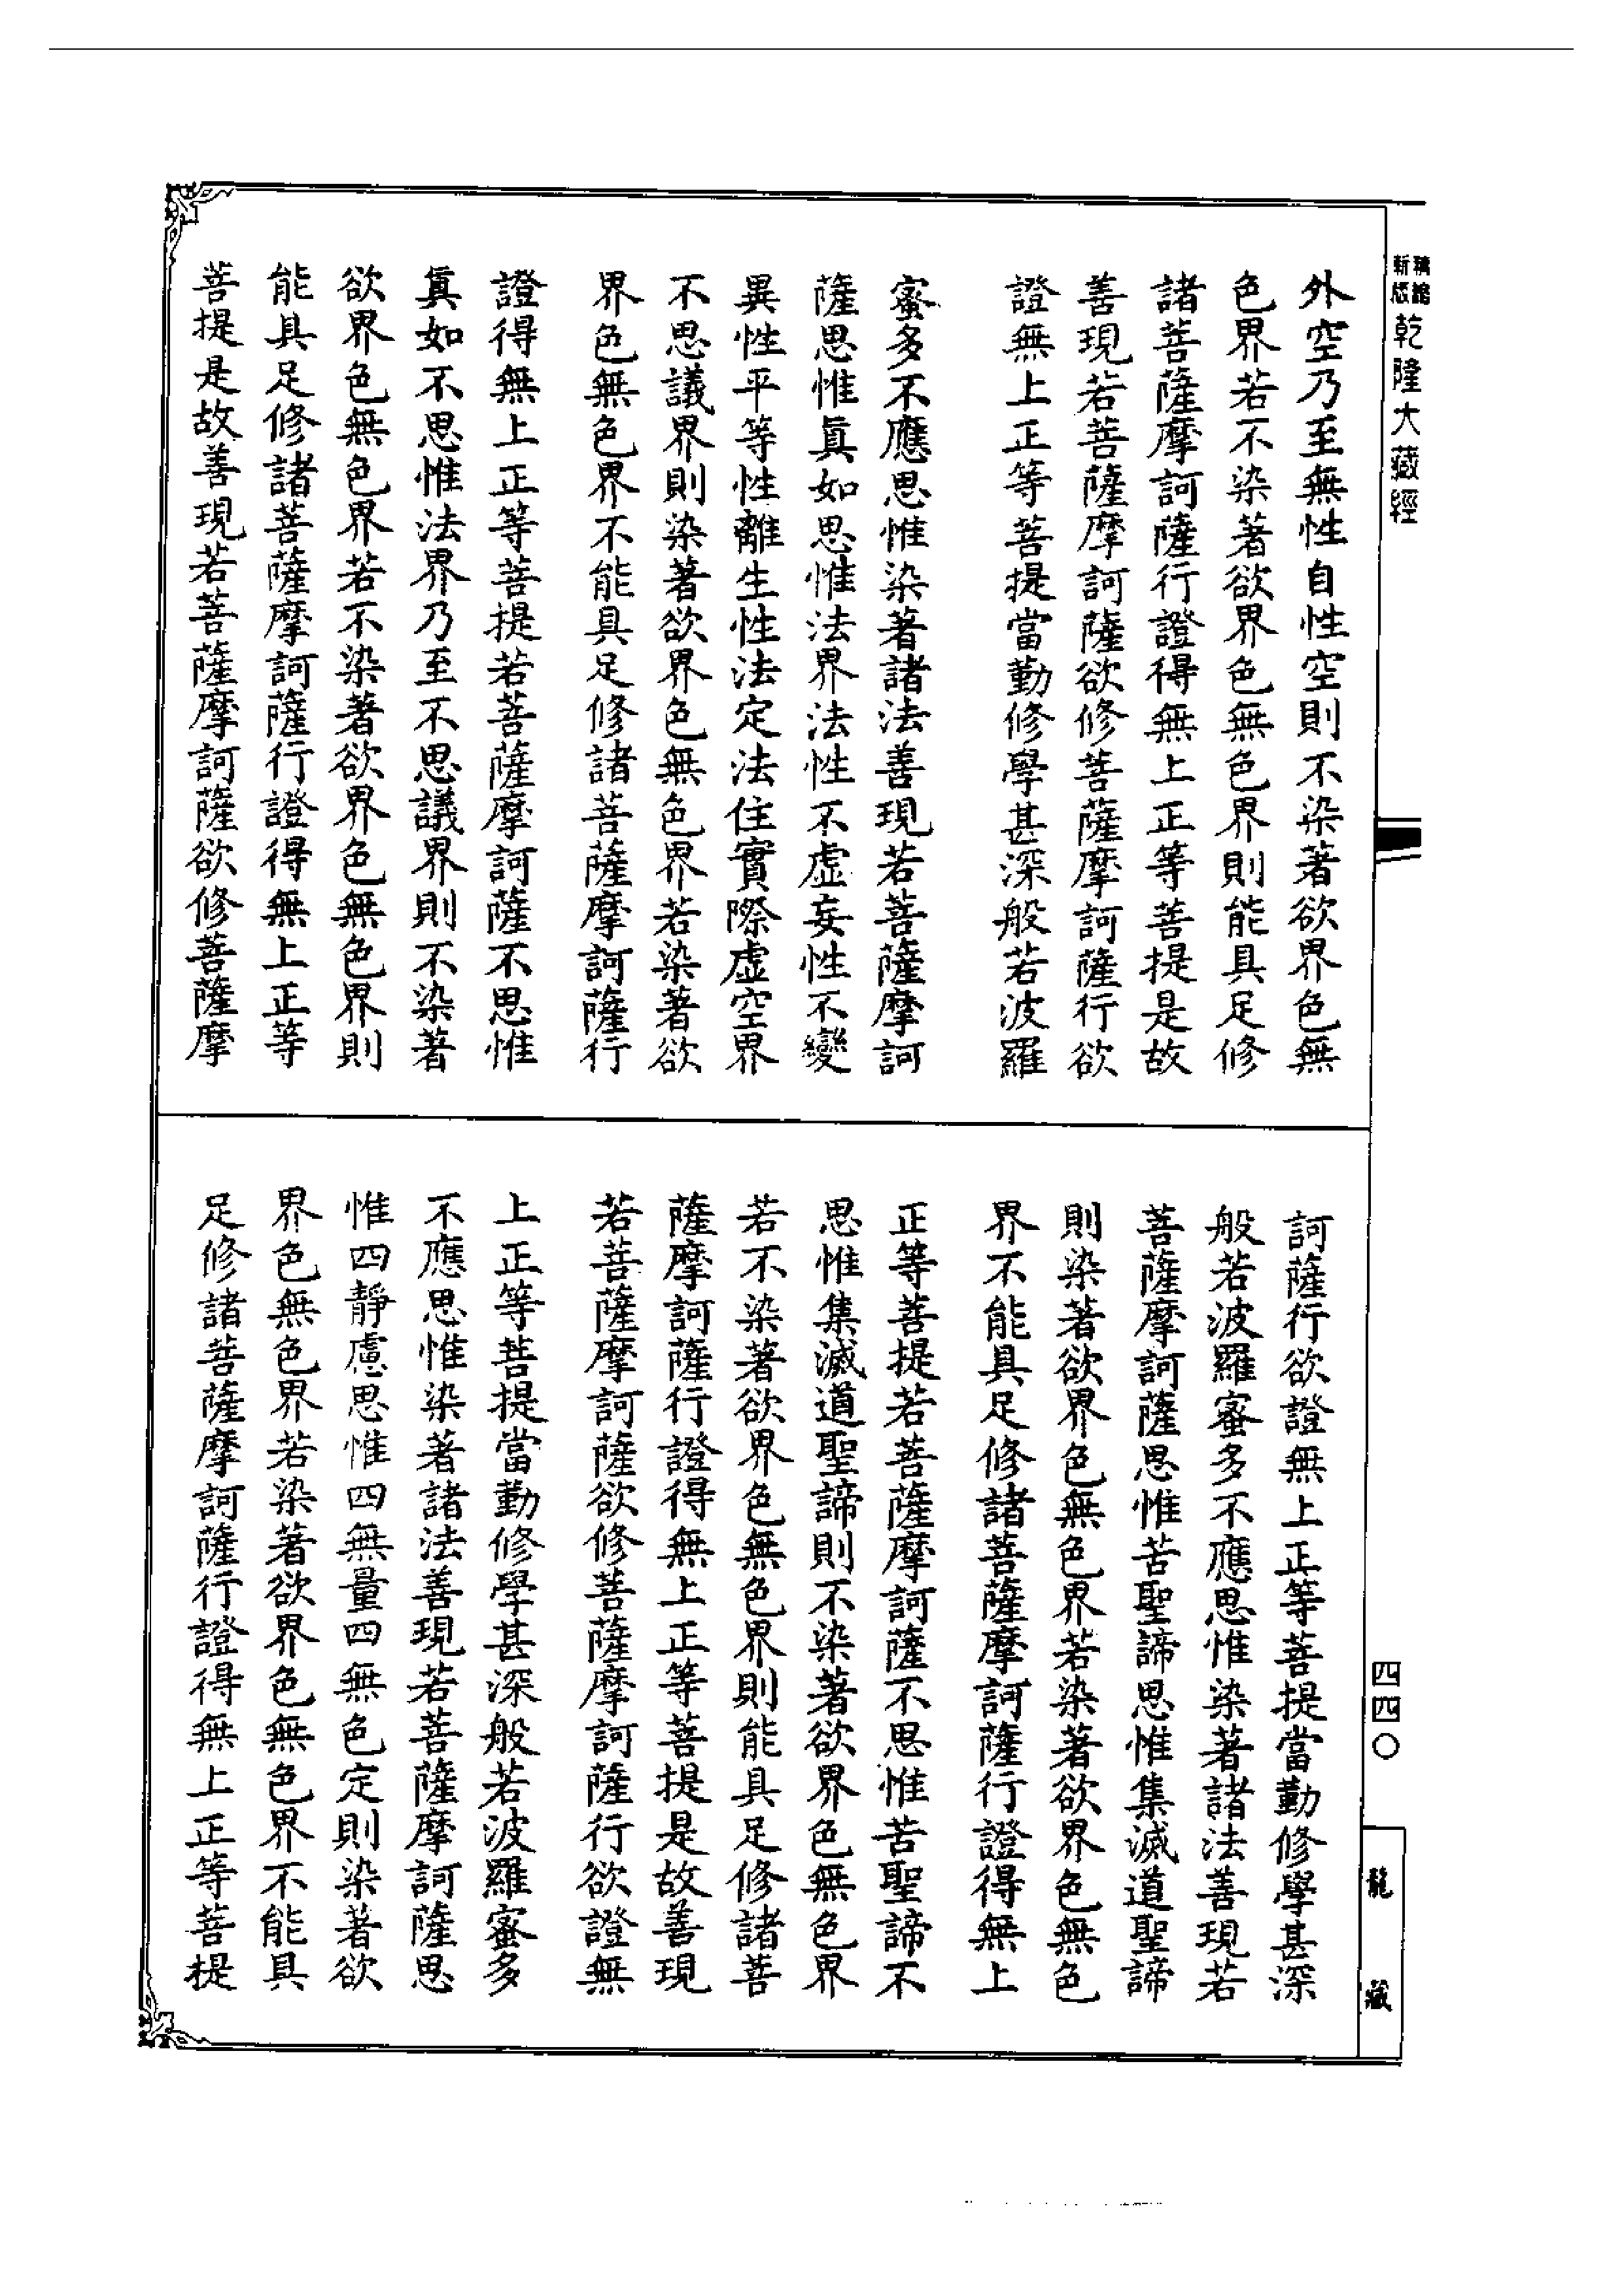 新版
精縮
乾隆大藏經
外空乃至無性自性空則不染著欲界色無
色界若不染著欲界色無色界則能具足修
諸菩薩摩訶薩行證得無上正等菩提是故
善現若菩薩摩訶薩欲修菩薩摩訶薩行欲
證無上正等菩提當勤修學甚深般若波羅
蜜多不應思惟染著諸法善現若菩薩摩訶
薩思惟真如思惟法界法性不虛妄性不變
異性平等性離生性法定法住實際虛空界
不思議界則染著欲界色無色界若染著欲
界色無色界不能具足修諸菩薩摩訶薩行
證得無上正等菩提若菩薩摩訶薩不思惟
真如不思惟法界乃至不思議界則不染著
欲界色無色界若不染著欲界色無色界則
能具足修諸菩薩摩訶薩行證得無上正等
菩提是故善現若菩薩摩訶薩欲修菩薩摩
訶薩行欲證無上正等菩提當勤修學甚深
般若波羅蜜多不應思惟染著諸法善現若
菩薩摩訶薩思惟苦聖諦思惟集滅道聖諦
則染著欲界色無色界若染著欲界色無色
界不能具足修諸菩薩摩訶薩行證得無上
正等菩提若菩薩摩訶薩不思惟苦聖諦不
思惟集滅道聖諦則不染著欲界色無色界
若不染著欲界色無色界則能具足修諸菩
薩摩訶薩行證得無上正等菩提是故善現
若菩薩摩訶薩欲修菩薩摩訶薩行欲證無
上正等菩提當勤修學甚深般若波羅蜜多
不應思惟染著諸法善現若菩薩摩訶薩思
惟四靜慮思惟四無量四無色定則染著欲
界色無色界若染著欲界色無色界不能具
足修諸菩薩摩訶薩行證得無上正等菩提
四四〇
龍藏